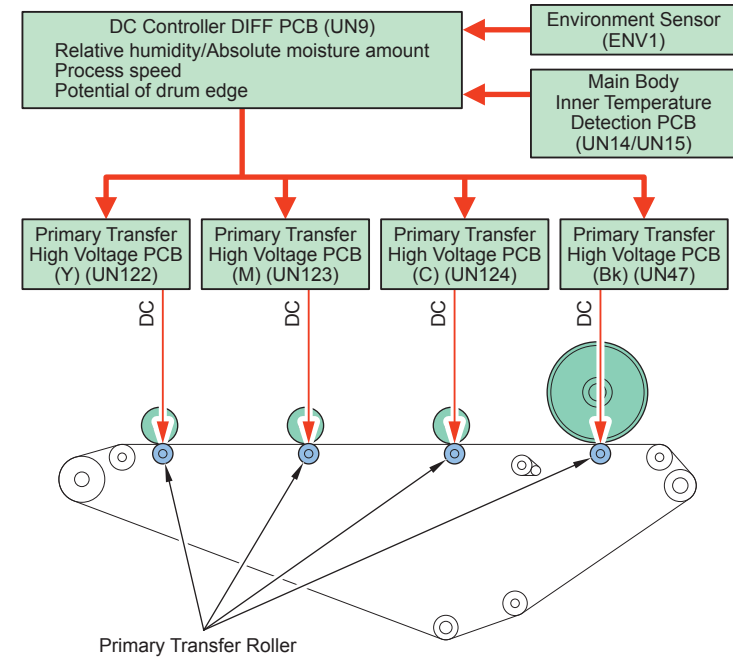 DC Controller DIFF PCB (UN9)
Relative humidity/Absolute moisture amount
Process speed
Potential of drum edge
Environment Sensor
(ENV1)
Main Body
Inner Temperature
Detection PCB
(UN14/UN15)
Primary Transfer
High Voltage PCB
(Y) (UN122)
Primary Transfer
High Voltage PCB
(M) (UN123)
Primary Transfer
High Voltage PCB
(C) (UN124)
Primary Transfer
High Voltage PCB
(Bk) (UN47)
DC
DC
DC
DC
Primary Transfer Roller